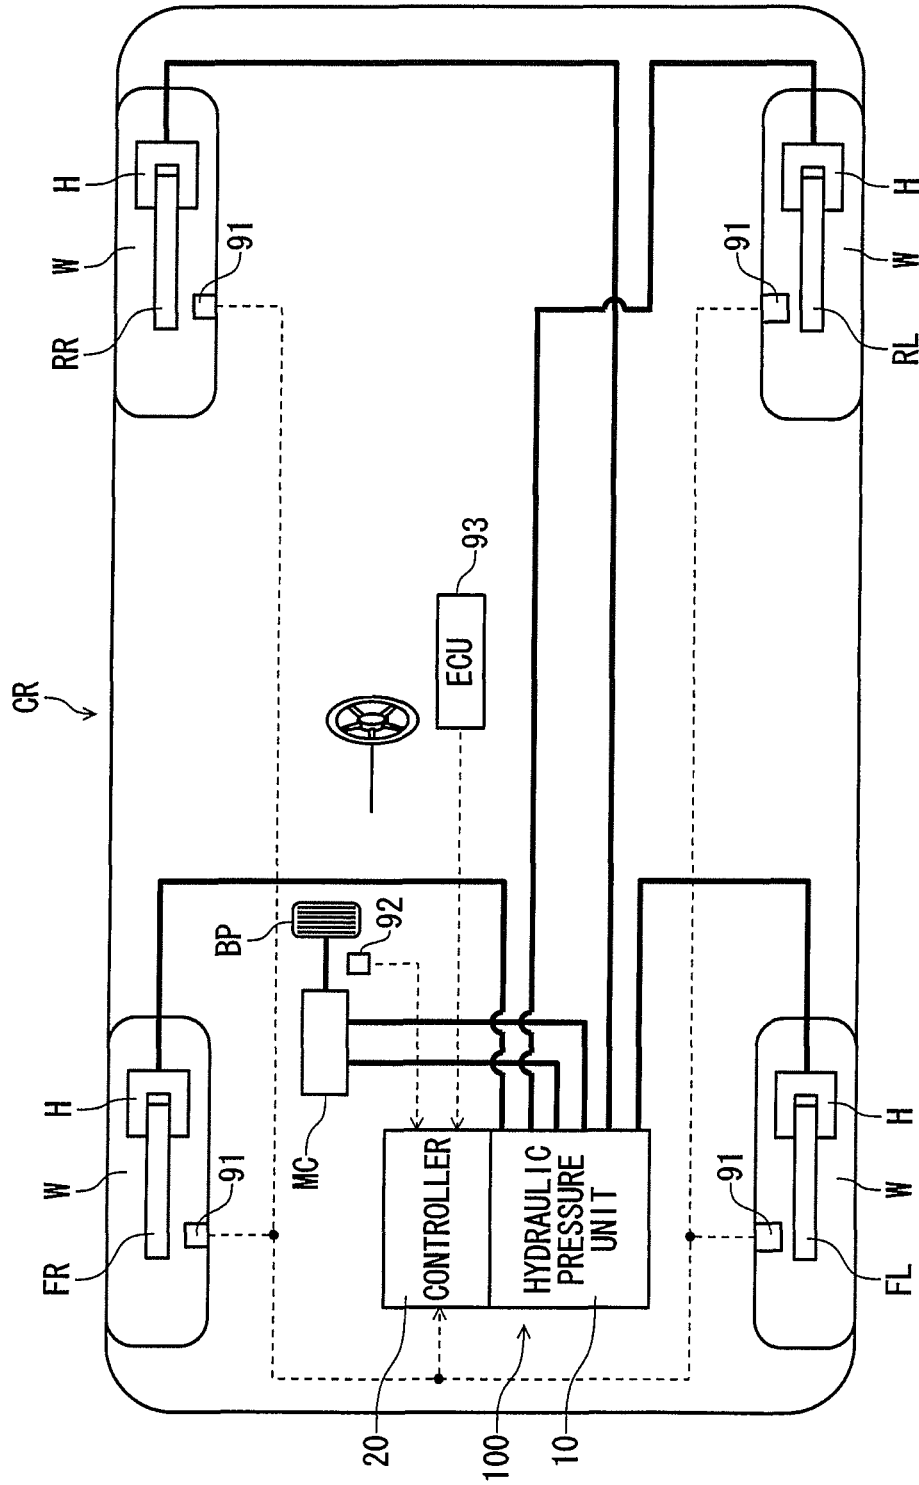 CR
FR
W
H
RR
W
H
91
BP
91
MC
92
20
CONTROLLER
ECU
93
100
HYDRAULIC
PRESSURE
UNIT
10
91
91
FL
W
H
RL
W
H